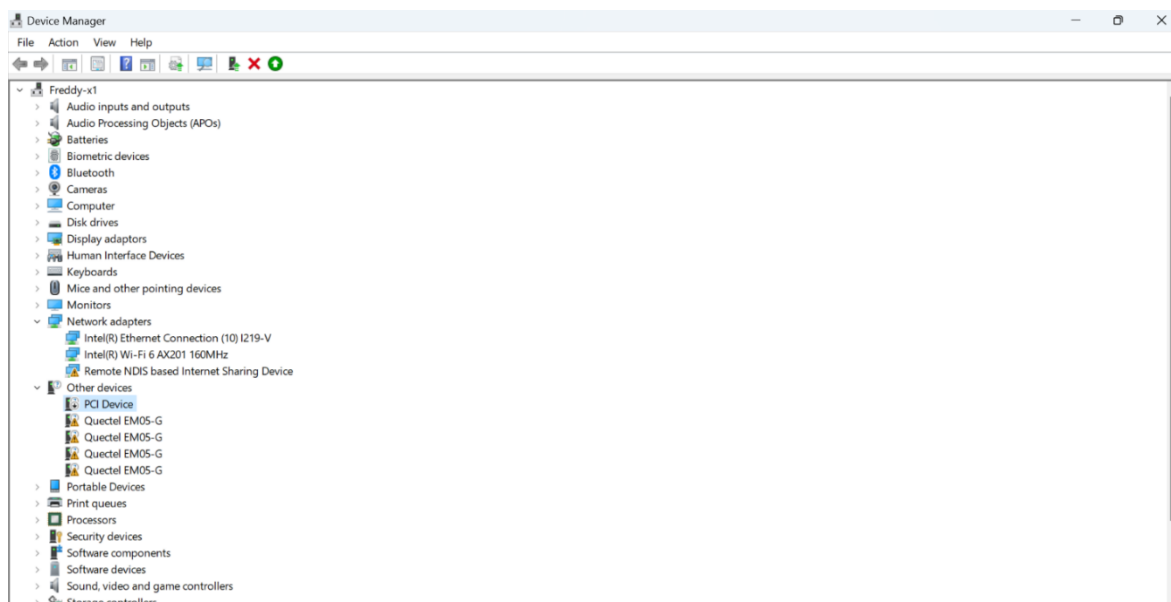 Device Manager
File Action View Help
Freddy-x1
Audio inputs and outputs
Audio Processing Objects (APOs)
Batteries
Biometric devices
Bluetooth
Cameras
Computer
Disk drives
Display adaptors
Human Interface Devices
Keyboards
Mice and other pointing devices
Monitors
Network adapters
Intel(R) Ethernet Connection (10) I219-V
Intel(R) Wi-Fi 6 AX201 160MHz
Remote NDIS based Internet Sharing Device
Other devices
PCI Device
Quectel EM05-G
Quectel EM05-G
Quectel EM05-G
Quectel EM05-G
Portable Devices
Print queues
Processors
Security devices
Software components
Software devices
Sound, video and game controllers
Storage controllers